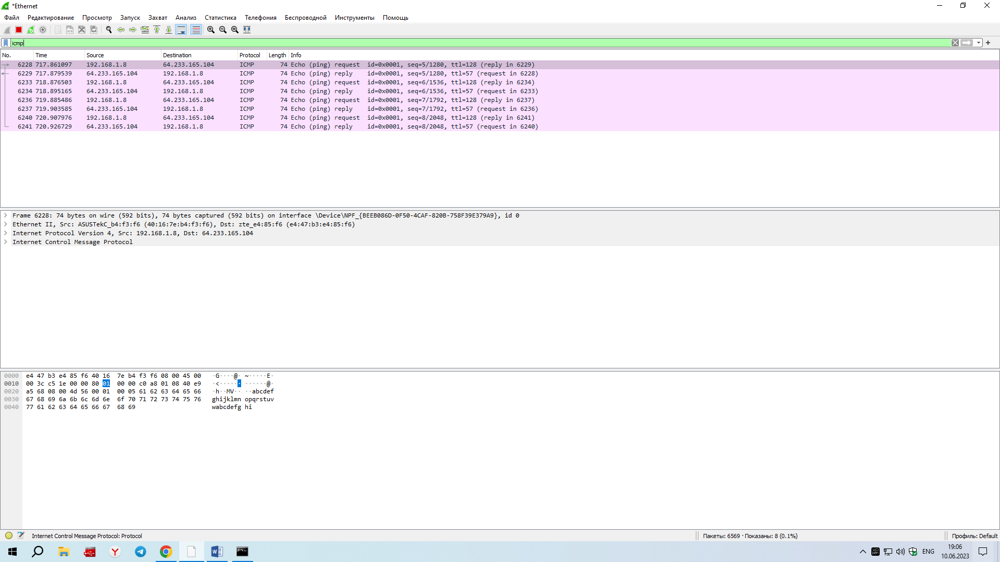 *Ethernet
Файл Редактирование Просмотр Запуск Захват Анализ Статистика Телефония Беспроводной Инструменты Помощь
icmp
No. Time Source Destination Protocol Length Info
6228 717.861097 192.168.1.8 64.233.165.104 ICMP 74 Echo (ping) request id=0x0001, seq=5/1280, ttl=128 (reply in 6229)
6229 717.879539 64.233.165.104 192.168.1.8 ICMP 74 Echo (ping) reply id=0x0001, seq=5/1280, ttl=57 (request in 6228)
6233 718.876503 192.168.1.8 64.233.165.104 ICMP 74 Echo (ping) request id=0x0001, seq=6/1536, ttl=128 (reply in 6234)
6234 718.895165 64.233.165.104 192.168.1.8 ICMP 74 Echo (ping) reply id=0x0001, seq=6/1536, ttl=57 (request in 6233)
6236 719.885486 192.168.1.8 64.233.165.104 ICMP 74 Echo (ping) request id=0x0001, seq=7/1792, ttl=128 (reply in 6237)
6237 719.903585 64.233.165.104 192.168.1.8 ICMP 74 Echo (ping) reply id=0x0001, seq=7/1792, ttl=57 (request in 6236)
6240 720.907976 192.168.1.8 64.233.165.104 ICMP 74 Echo (ping) request id=0x0001, seq=8/2048, ttl=128 (reply in 6241)
6241 720.926729 64.233.165.104 192.168.1.8 ICMP 74 Echo (ping) reply id=0x0001, seq=8/2048, ttl=57 (request in 6240)
Frame 6228: 74 bytes on wire (592 bits), 74 bytes captured (592 bits) on interface \Device\NPF_{BEEB086D-0F50-4CAF-820B-758F39E379A9}, id 0
Ethernet II, Src: ASUSTekC_b4:f3:f6 (40:16:7e:b4:f3:f6), Dst: zte_e4:85:f6 (e4:47:b3:e4:85:f6)
Internet Protocol Version 4, Src: 192.168.1.8, Dst: 64.233.165.104
Internet Control Message Protocol
0000 e4 47 b3 e4 85 f6 40 16 7e b4 f3 f6 08 00 45 00 ·G····@· ~·····E·
0010 00 3c c5 1e 00 00 80 01 00 00 c0 a8 01 08 40 e9 ·<······ ······@·
0020 a5 68 08 00 4d 56 00 01 00 05 61 62 63 64 65 66 ·h··MV·· ··abcdef
0030 67 68 69 6a 6b 6c 6d 6e 6f 70 71 72 73 74 75 76 ghijklmn opqrstuv
0040 77 61 62 63 64 65 66 67 68 69 wabcdefg hi
Internet Control Message Protocol: Protocol Пакеты: 6569 · Показаны: 8 (0.1%) Профиль: Default
ENG 19:06
10.06.2023